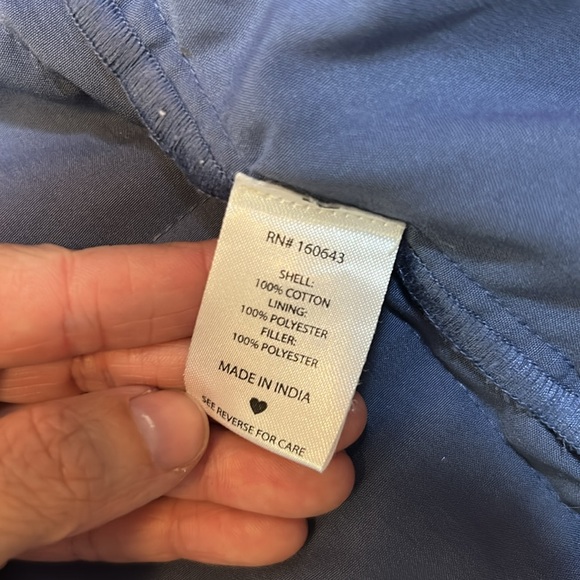 RN# 160643
SHELL:
100% COTTON
LINING:
100% POLYESTER
FILLER:
100% POLYESTER
MADE IN INDIA
SEE REVERSE FOR CARE